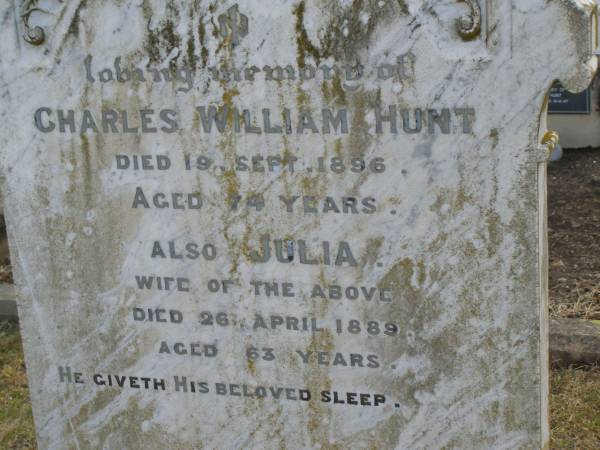 loving memory of
CHARLES WILLIAM HUNT
DIED 19. SEPT. 1896.
AGED 74 YEARS.
ALSO JULIA.
WIFE OF THE ABOVE
DIED 26. APRIL 1889.
AGED 63 YEARS.
HE GIVETH HIS BELOVED SLEEP.